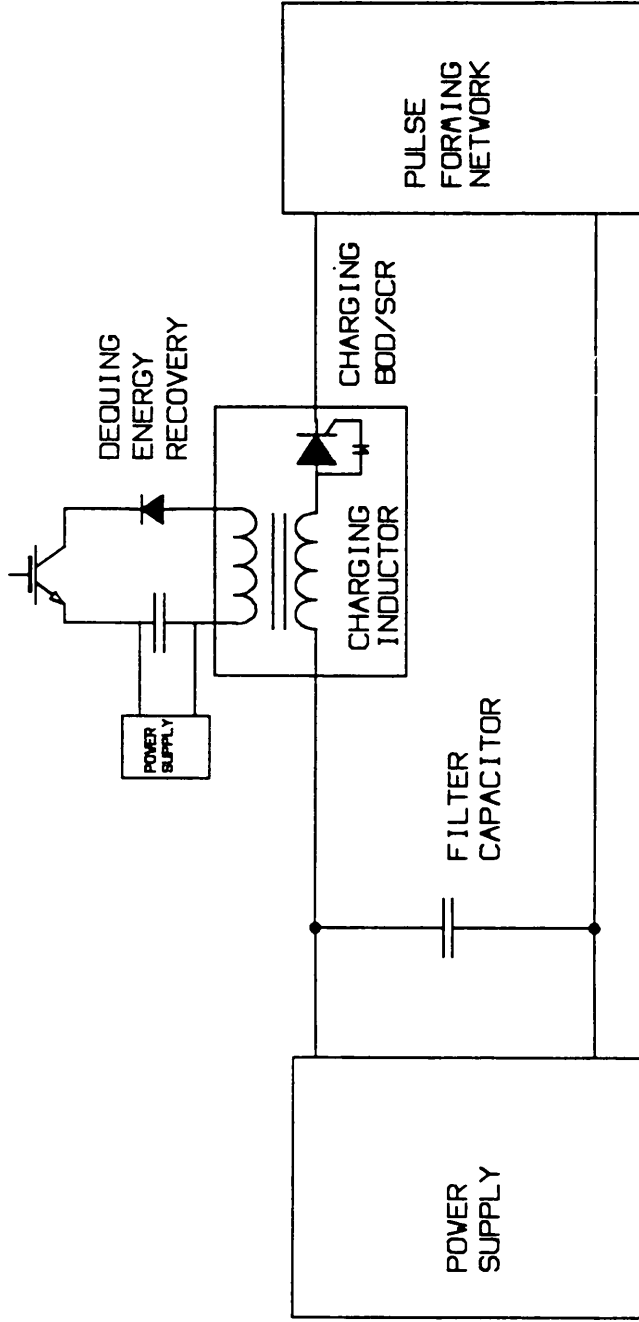 DEQUING
ENERGY
RECOVERY
POWER
SUPPLY
CHARGING
INDUCTOR
CHARGING
BOD/SCR
POWER
SUPPLY
FILTER
CAPACITOR
PULSE
FORMING
NETWORK